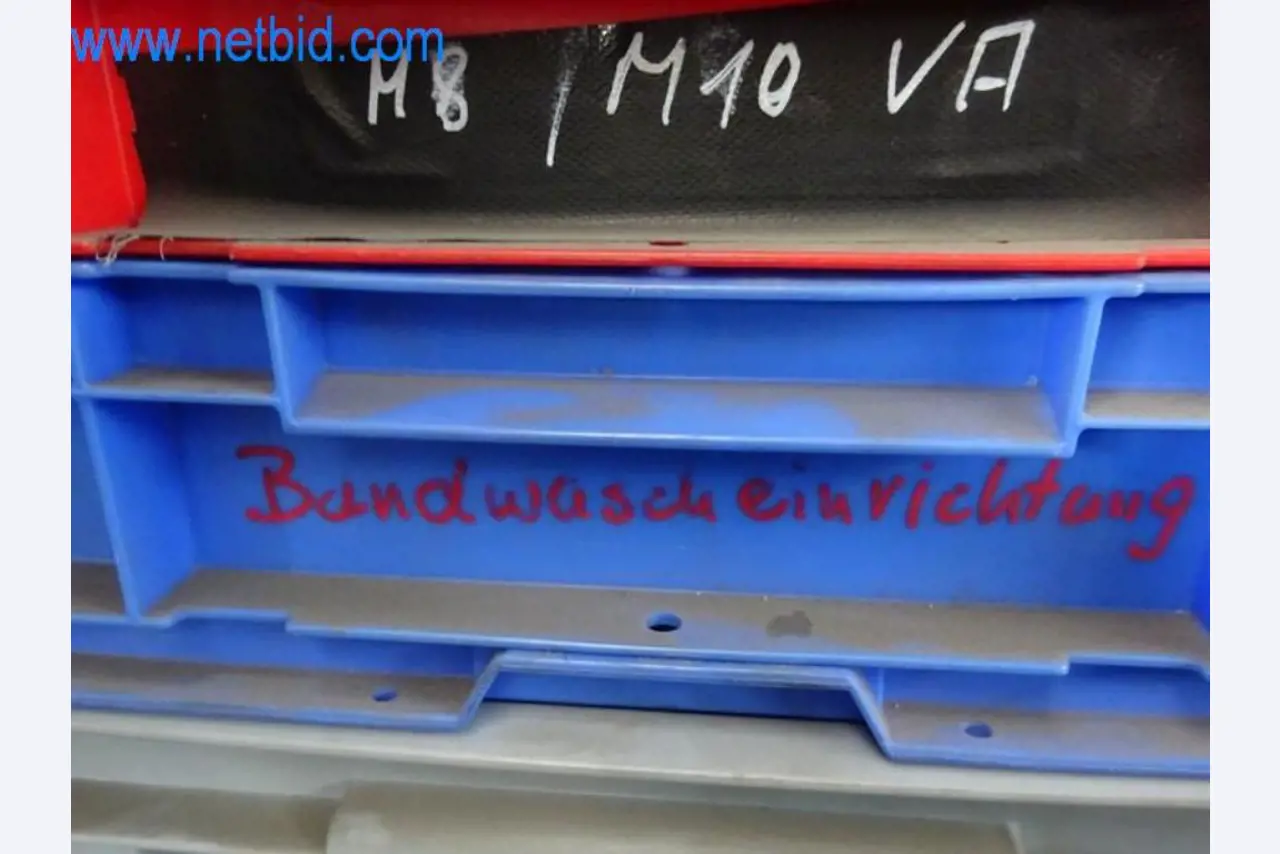 www.netbid.com
M8 / M10 VA
Bandwascheinrichtung